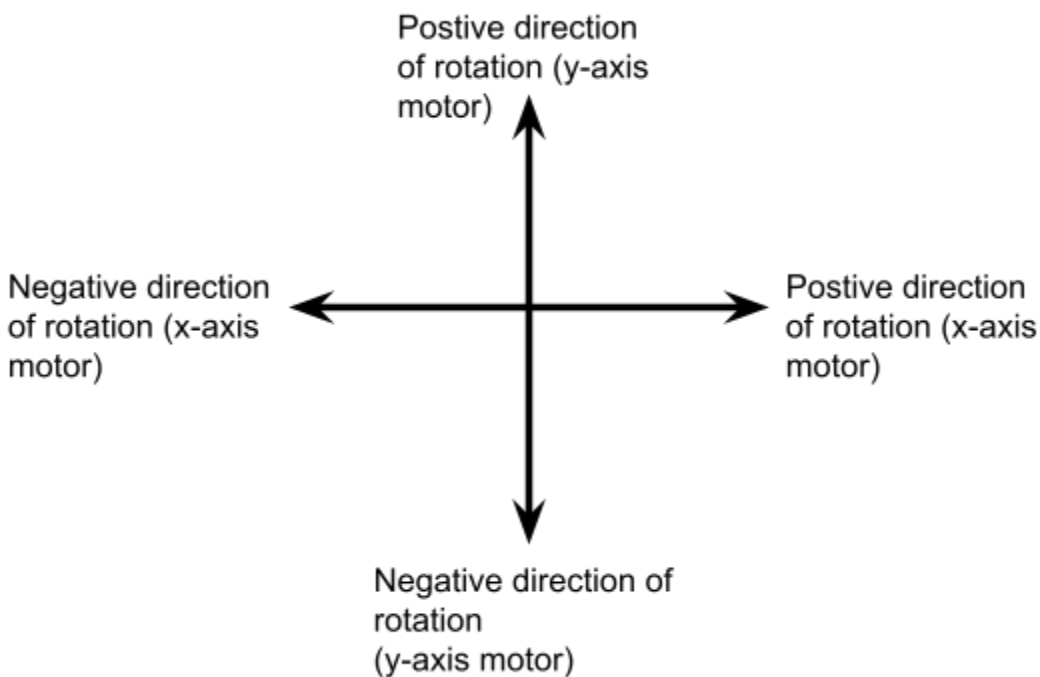 Postive direction
of rotation (y-axis
motor)
Negative direction
of rotation (x-axis
motor)
Postive direction
of rotation (x-axis
motor)
Negative direction of
rotation
(y-axis motor)